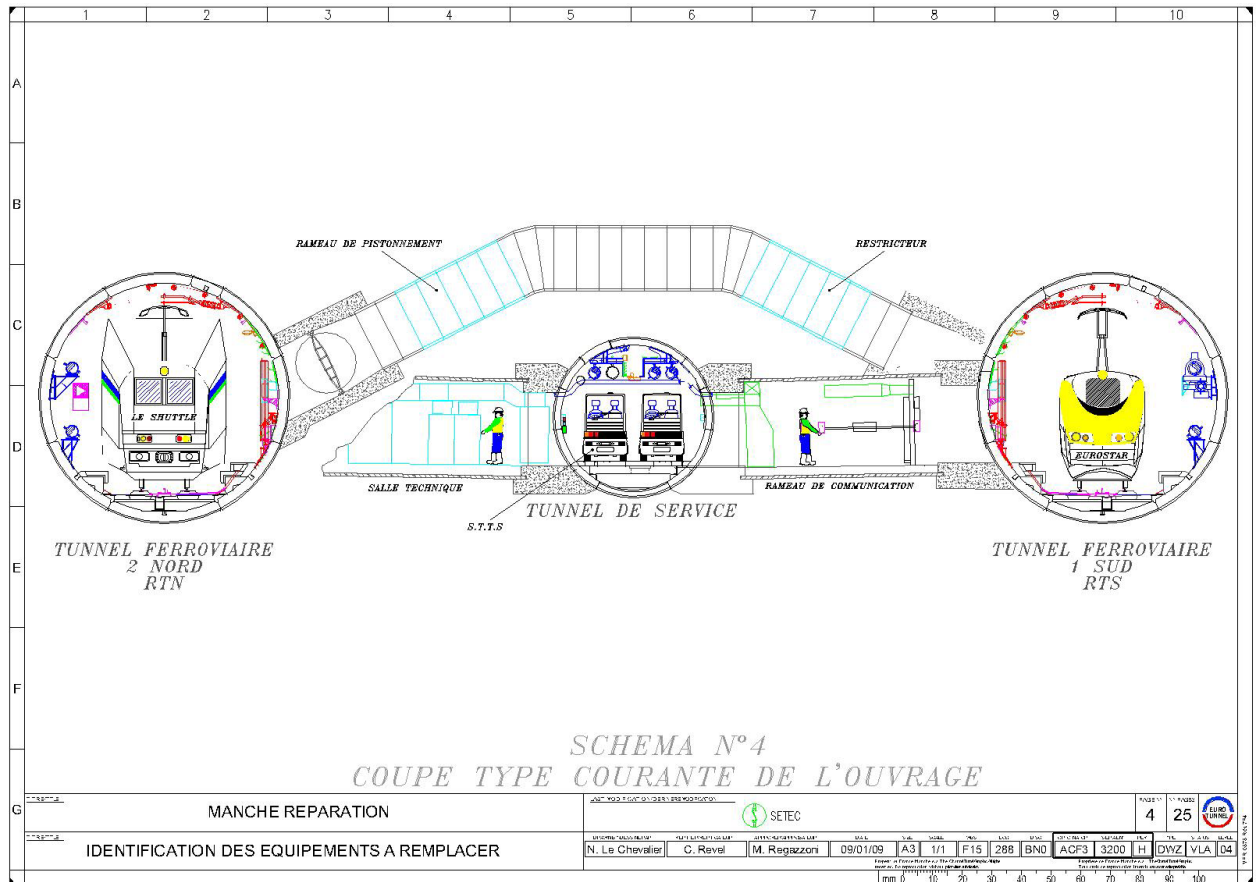 1 2 3 4 5 6 7 8 9 10
A
B
C
D
E
F
G
RAMEAU DE PISTONNEMENT
RESTRICTEUR
LE SHUTTLE
EUROSTAR
SALLE TECHNIQUE
RAMEAU DE COMMUNICATION
S.T.T.S
TUNNEL DE SERVICE
TUNNEL FERROVIAIRE
2 NORD
RTN
TUNNEL FERROVIAIRE
1 SUD
RTS
SCHEMA N°4
COUPE TYPE COURANTE DE L'OUVRAGE
MANCHE REPARATION
SETEC
4 25
EURO
TUNNEL
IDENTIFICATION DES EQUIPEMENTS A REMPLACER
N. Le Chevalier C. Revel M. Regazzoni 09/01/09 A3 1/1 F15 286 BN0 ACF3 3200 H DWZ VLA 04
mm 0 10 20 30 40 50 60 70 80 90 100